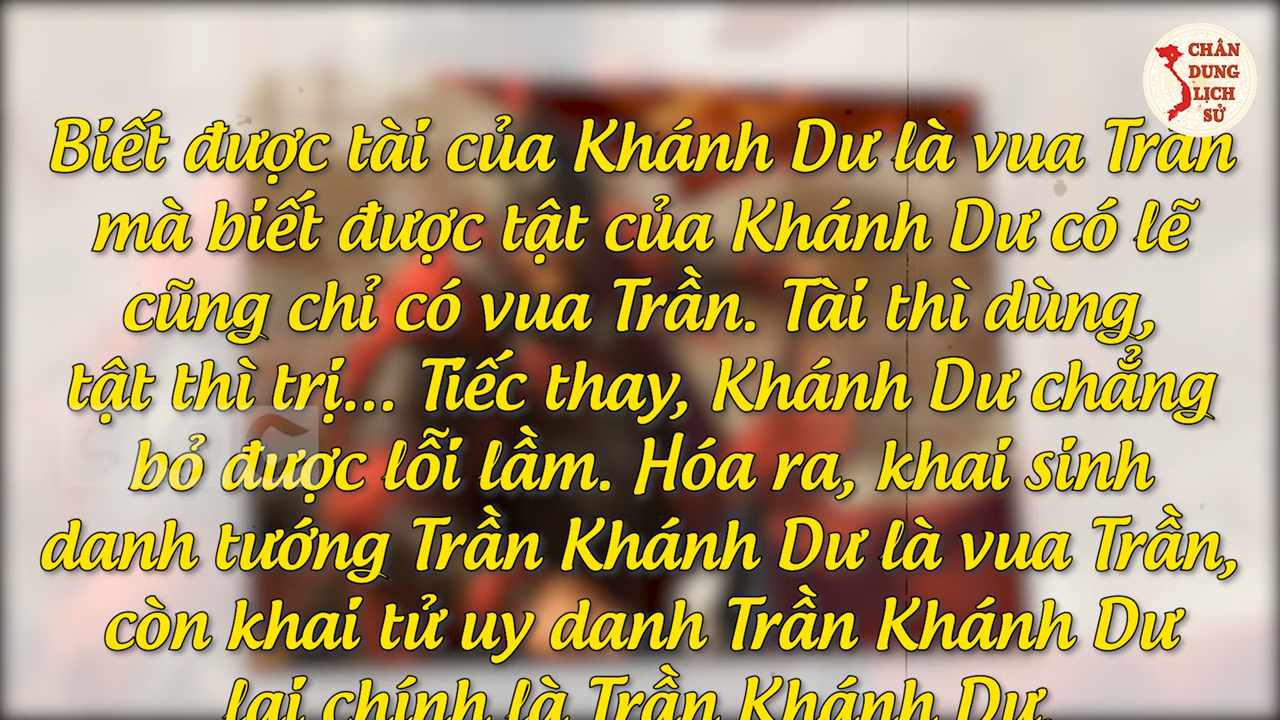 CHÂN
DUNG
LỊCH
SỬ
Biết được tài của Khánh Dư là vua Trần
mà biết được tật của Khánh Dư có lẽ
cũng chỉ có vua Trần. Tài thì dùng,
tật thì trị... Tiếc thay, Khánh Dư chẳng
bỏ được lỗi lầm. Hóa ra, khai sinh
danh tướng Trần Khánh Dư là vua Trần,
còn khai tử uy danh Trần Khánh Dư
lại chính là Trần Khánh Dư.